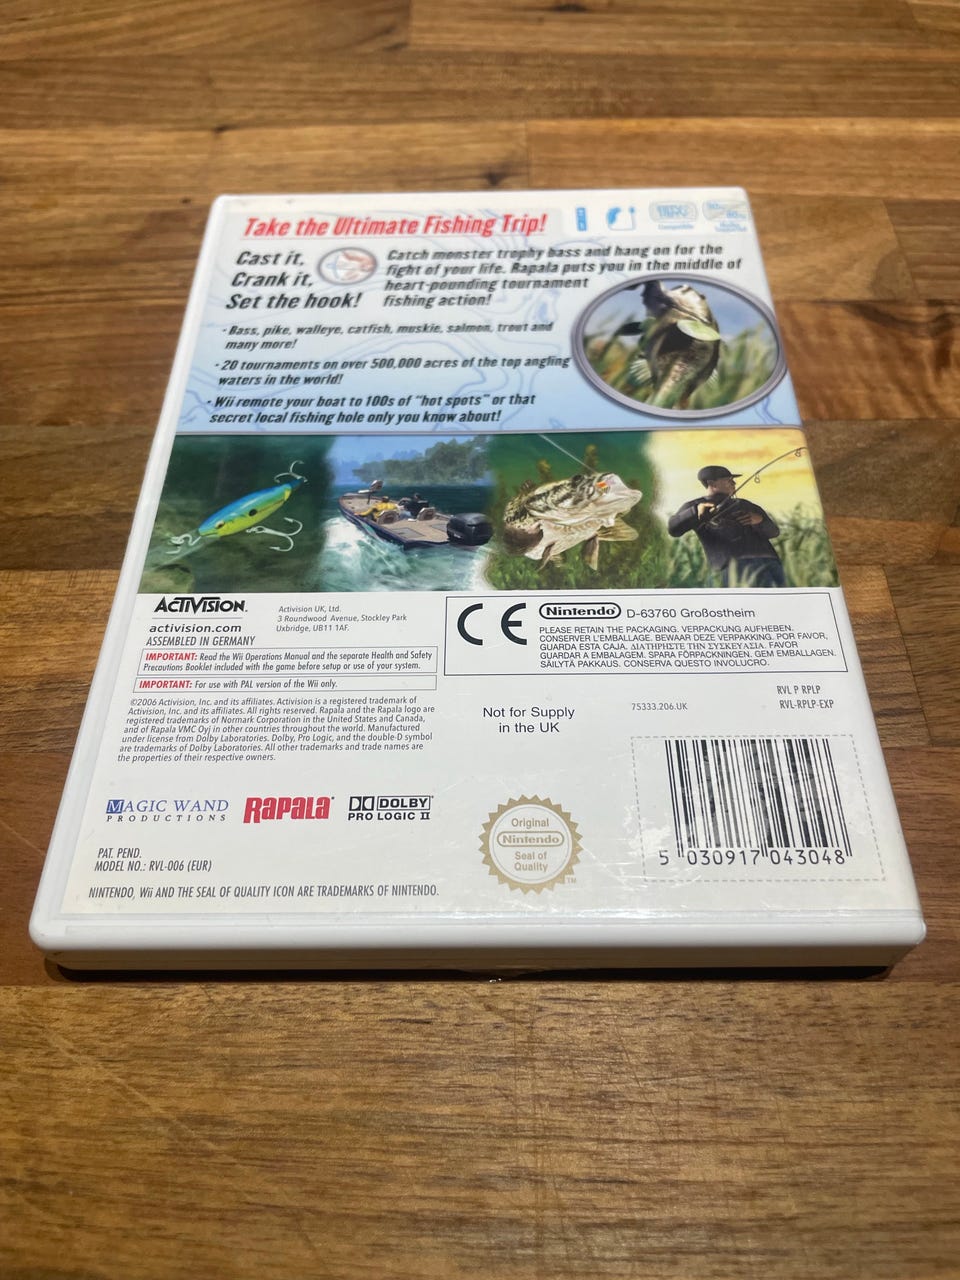 Take the Ultimate Fishing Trip!
Cast it,
Crank it,
Set the hook!
Catch monster trophy bass and hang on for the
fight of your life. Rapala puts you in the middle of
heart-pounding tournament
fishing action!
· Bass, pike, walleye, catfish, muskie, salmon, trout and
many more!
· 20 tournaments on over 500,000 acres of the top angling
waters in the world!
· Wii remote your boat to 100s of "hot spots" or that
secret local fishing hole only you know about!
ACTIVISION.
activision.com
ASSEMBLED IN GERMANY
Activision UK, Ltd.
3 Roundwood Avenue, Stockley Park
Uxbridge, UB11 1AF.
IMPORTANT: Read the Wii Operations Manual and the separate Health and Safety
Precautions Booklet included with the game before setup or use of your system.
IMPORTANT: For use with PAL version of the Wii only.
©2006 Activision, Inc. and its affiliates. Activision is a registered trademark of
Activision, Inc. and its affiliates. All rights reserved. Rapala and the Rapala logo are
registered trademarks of Normark Corporation in the United States and Canada,
and of Rapala VMC Oyj in other countries throughout the world. Manufactured
under license from Dolby Laboratories. Dolby, Pro Logic, and the double-D symbol
are trademarks of Dolby Laboratories. All other trademarks and trade names are
the properties of their respective owners.
CE
Nintendo D-63760 Großostheim
PLEASE RETAIN THE PACKAGING. VERPACKUNG AUFHEBEN.
CONSERVER L'EMBALLAGE. BEWAAR DEZE VERPAKKING. POR FAVOR,
GUARDA ESTA CAJA. ΔΙΑΤΗΡΗΣΤΕ ΤΗΝ ΣΥΣΚΕΥΑΣΙΑ. FAVOR
GUARDAR A EMBALAGEM. SPARA FÖRPACKNINGEN. GEM EMBALLAGEN.
SÄILYTÄ PAKKAUS. CONSERVA QUESTO INVOLUCRO.
RVL P RPLP
RVL-RPLP-EXP
75333.206.UK
Not for Supply
in the UK
MAGIC WAND
PRODUCTIONS
Rapala
DOLBY
PRO LOGIC II
Original
Nintendo
Seal of
Quality
TM
5 030917 043048
PAT. PEND.
MODEL NO.: RVL-006 (EUR)
NINTENDO, Wii AND THE SEAL OF QUALITY ICON ARE TRADEMARKS OF NINTENDO.